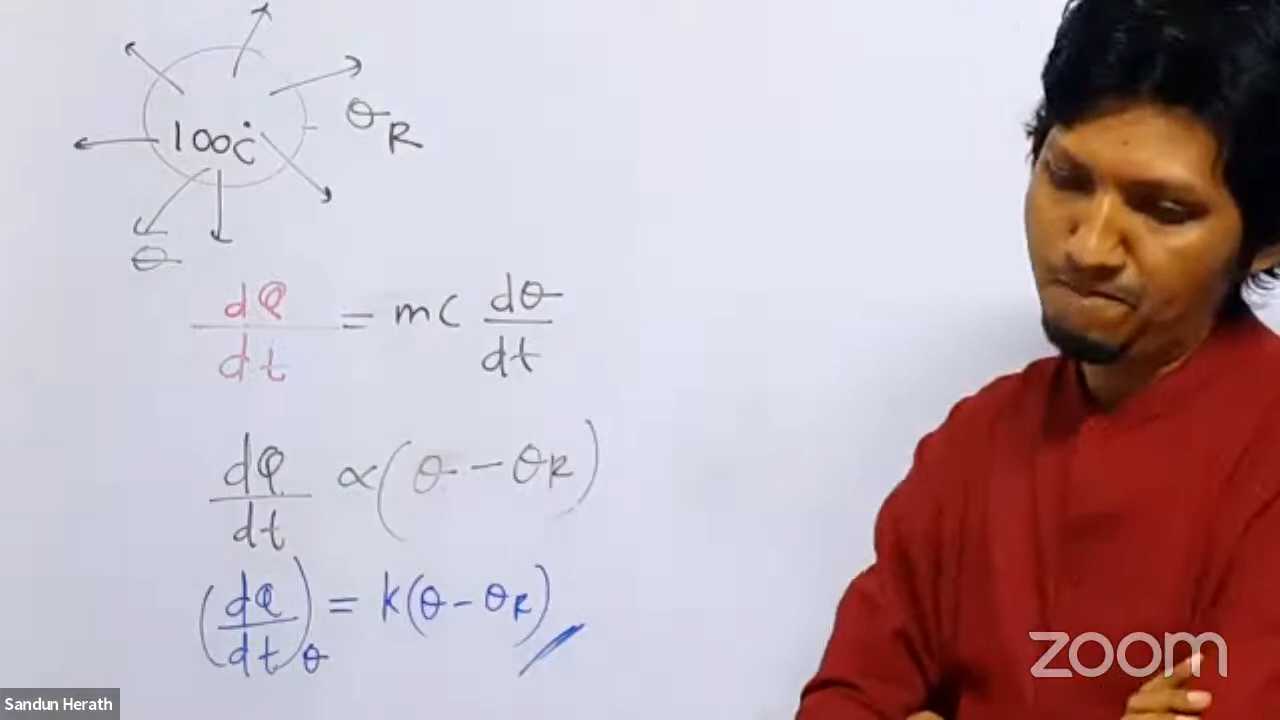 100°C
θR
θ
dQ/dt = mc dθ/dt
dQ/dt ∝ (θ - θR)
(dQ/dt)θ = k(θ - θR)
zoom
Sandun Herath